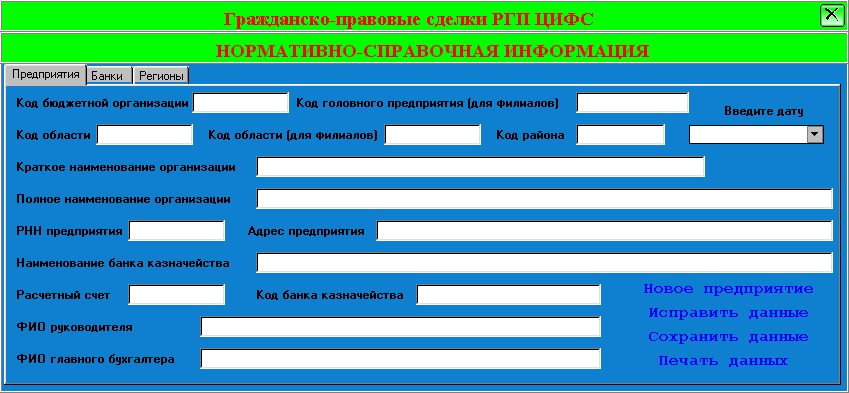 Гражданско-правовые сделки РГП ЦИФС
НОРМАТИВНО-СПРАВОЧНАЯ ИНФОРМАЦИЯ
Предприятия Банки Регионы
Код бюджетной организации Код головного предприятия (для филиалов)
Введите дату
Код области Код области (для филиалов) Код района
Краткое наименование организации
Полное наименование организации
РНН предприятия Адрес предприятия
Наименование банка казначейства
Новое предприятие
Расчетный счет Код банка казначейства
Исправить данные
ФИО руководителя
Сохранить данные
ФИО главного бухгалтера
Печать данных